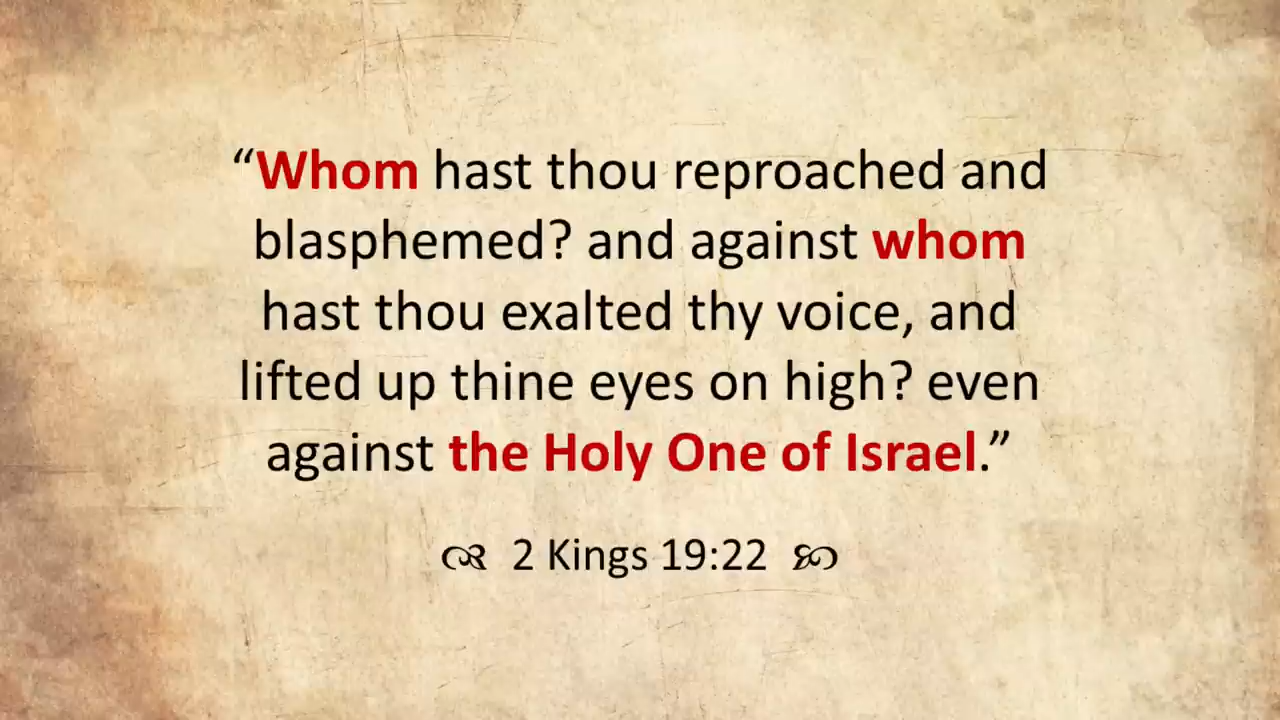 “Whom hast thou reproached and
blasphemed? and against whom
hast thou exalted thy voice, and
lifted up thine eyes on high? even
against the Holy One of Israel.”
2 Kings 19:22